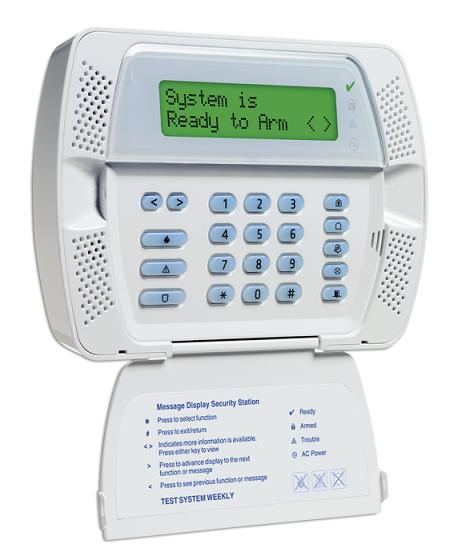 System is
Ready to Arm < >
< > 1 2 3
4 5 6
7 8 9
* 0 #
Message Display Security Station
* Press to select function
# Press to exit/return
< > Indicates more information is available.
Press either key to view
> Press to advance display to the next
function or message
< Press to see previous function or message
TEST SYSTEM WEEKLY
Ready
Armed
Trouble
AC Power